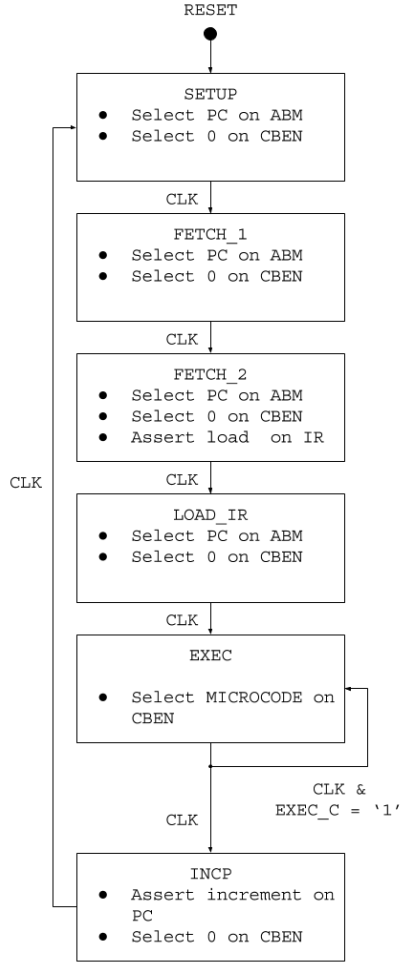 RESET
SETUP
● Select PC on ABM
● Select 0 on CBEN
CLK
FETCH_1
● Select PC on ABM
● Select 0 on CBEN
CLK
FETCH_2
● Select PC on ABM
● Select 0 on CBEN
● Assert load on IR
CLK
CLK
LOAD_IR
● Select PC on ABM
● Select 0 on CBEN
CLK
EXEC
● Select MICROCODE on
CBEN
CLK &
EXEC_C = ‘1’
CLK
INCP
● Assert increment on
PC
● Select 0 on CBEN